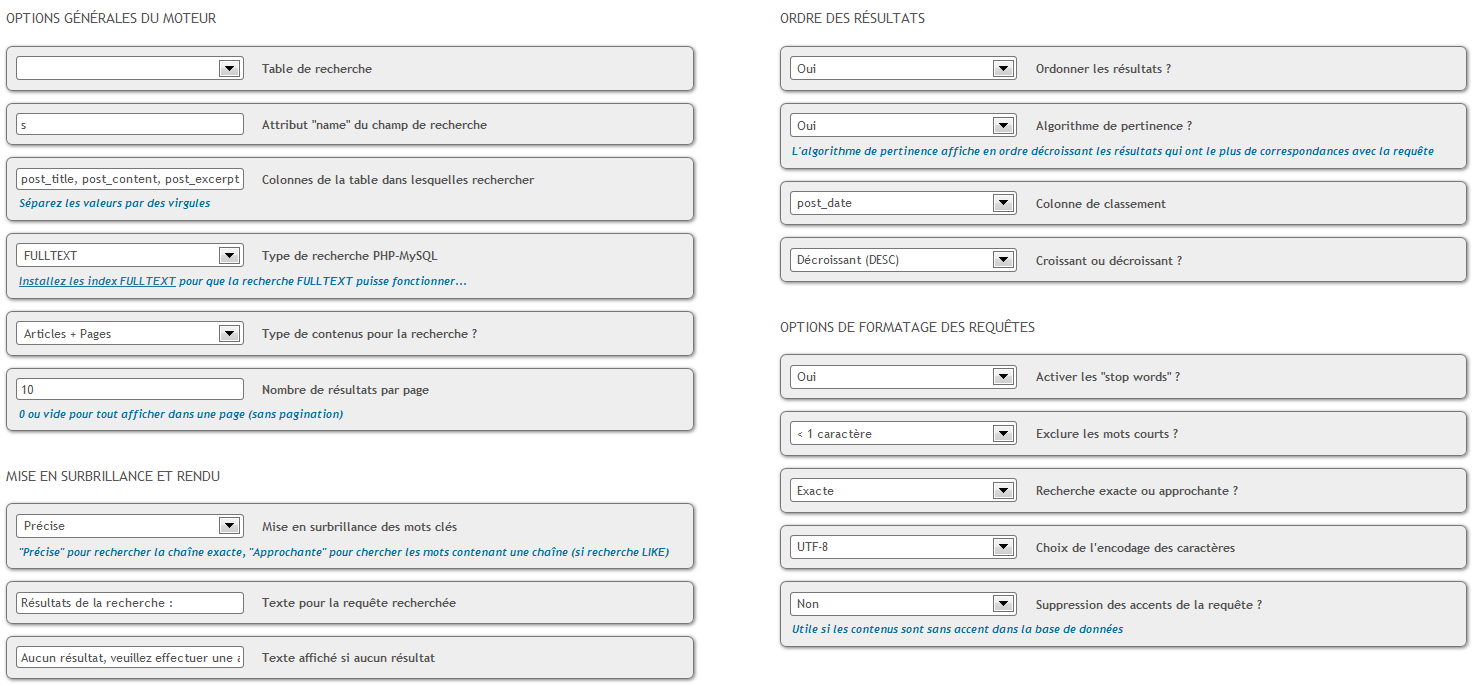 OPTIONS GÉNÉRALES DU MOTEUR
Table de recherche
s
Attribut "name" du champ de recherche
post_title, post_content, post_excerpt
Colonnes de la table dans lesquelles rechercher
Séparez les valeurs par des virgules
FULLTEXT
Type de recherche PHP-MySQL
Installez les index FULLTEXT pour que la recherche FULLTEXT puisse fonctionner...
Articles + Pages
Type de contenus pour la recherche ?
10
Nombre de résultats par page
0 ou vide pour tout afficher dans une page (sans pagination)
MISE EN SURBRILLANCE ET RENDU
Précise
Mise en surbrillance des mots clés
"Précise" pour rechercher la chaîne exacte, "Approchante" pour chercher les mots contenant une chaîne (si recherche LIKE)
Résultats de la recherche :
Texte pour la requête recherchée
Aucun résultat, veuillez effectuer une a
Texte affiché si aucun résultat
ORDRE DES RÉSULTATS
Oui
Ordonner les résultats ?
Oui
Algorithme de pertinence ?
L'algorithme de pertinence affiche en ordre décroissant les résultats qui ont le plus de correspondances avec la requête
post_date
Colonne de classement
Décroissant (DESC)
Croissant ou décroissant ?
OPTIONS DE FORMATAGE DES REQUÊTES
Oui
Activer les "stop words" ?
< 1 caractère
Exclure les mots courts ?
Exacte
Recherche exacte ou approchante ?
UTF-8
Choix de l'encodage des caractères
Non
Suppression des accents de la requête ?
Utile si les contenus sont sans accent dans la base de données